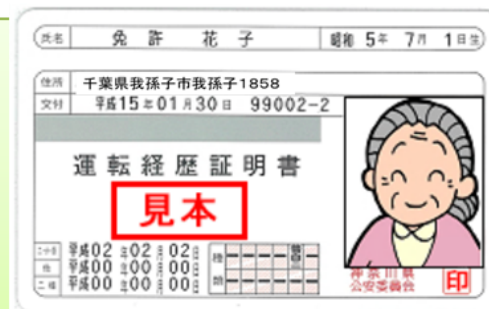 氏名 免許 花子 昭和 5年 7月 1日生
住所 千葉県我孫子市我孫子1858
交付 平成15年01月30日 99002-2
運転経歴証明書
見本
平成02年02月02日
他 平成00年00月00日
二種 平成00年00月00日
種類
神奈川県
公安委員会 印